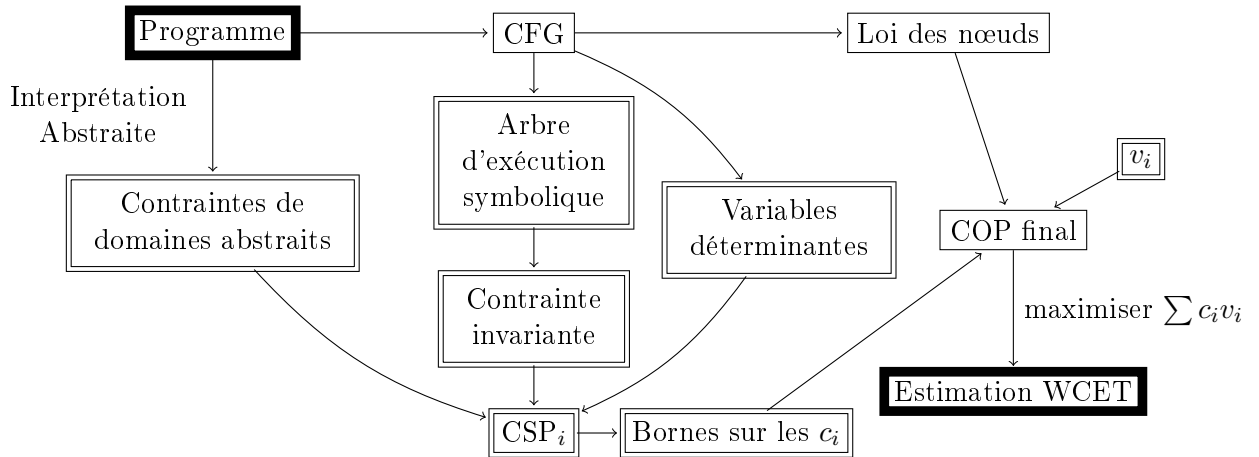 Programme
CFG
Loi des nœuds
Interprétation
Abstraite
Arbre
d'exécution
symbolique
v_i
Contraintes de
domaines abstraits
Variables
déterminantes
COP final
Contrainte
invariante
maximiser ∑ c_i v_i
Estimation WCET
CSP_i
Bornes sur les c_i